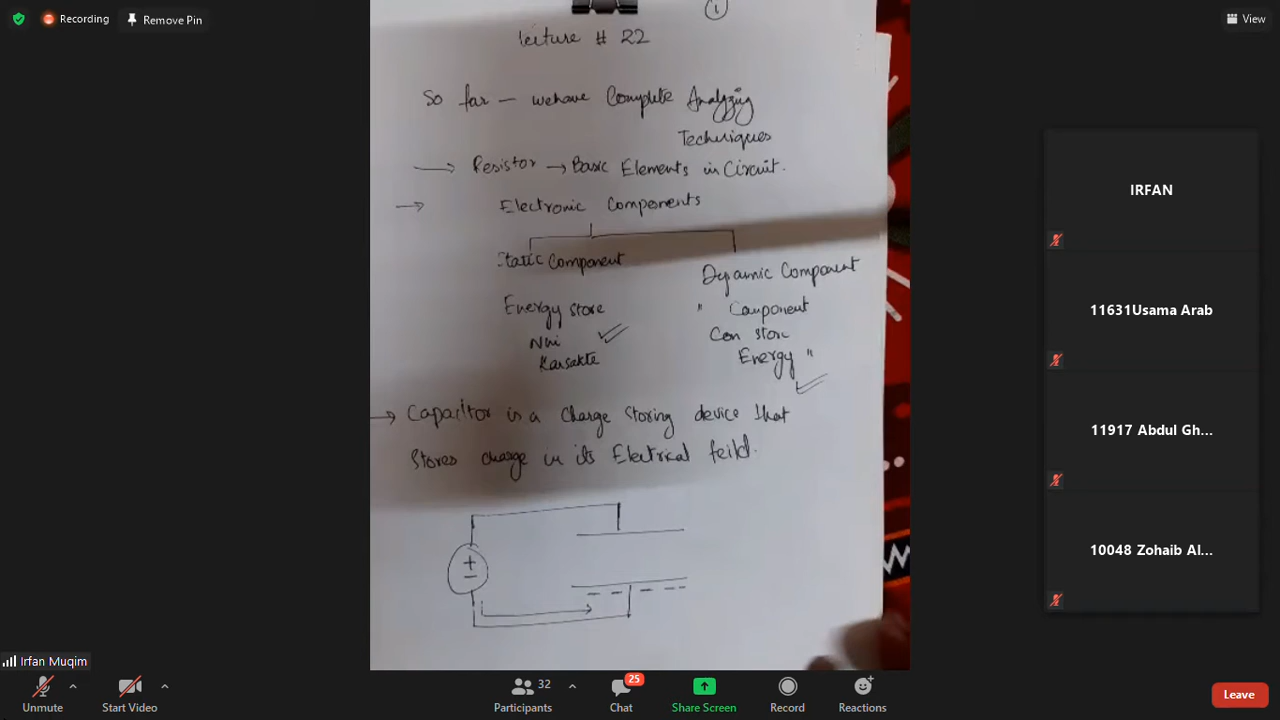 Recording
Remove Pin
View
1
lecture # 22
So far — we have Complete Analyzing
Techniques
→ Resistor → Basic Elements in Circuit.
→ Electronic Components
Static Component
Dynamic Component
Energy store
Nhi
Karsakte
" Component
Can store
Energy "
→ Capacitor is a charge storing device that
stores charge in its Electrical feild.
+
−
IRFAN
11631Usama Arab
11917 Abdul Gh...
10048 Zohaib Al...
Irfan Muqim
Unmute
Start Video
32
Participants
25
Chat
Share Screen
Record
Reactions
Leave